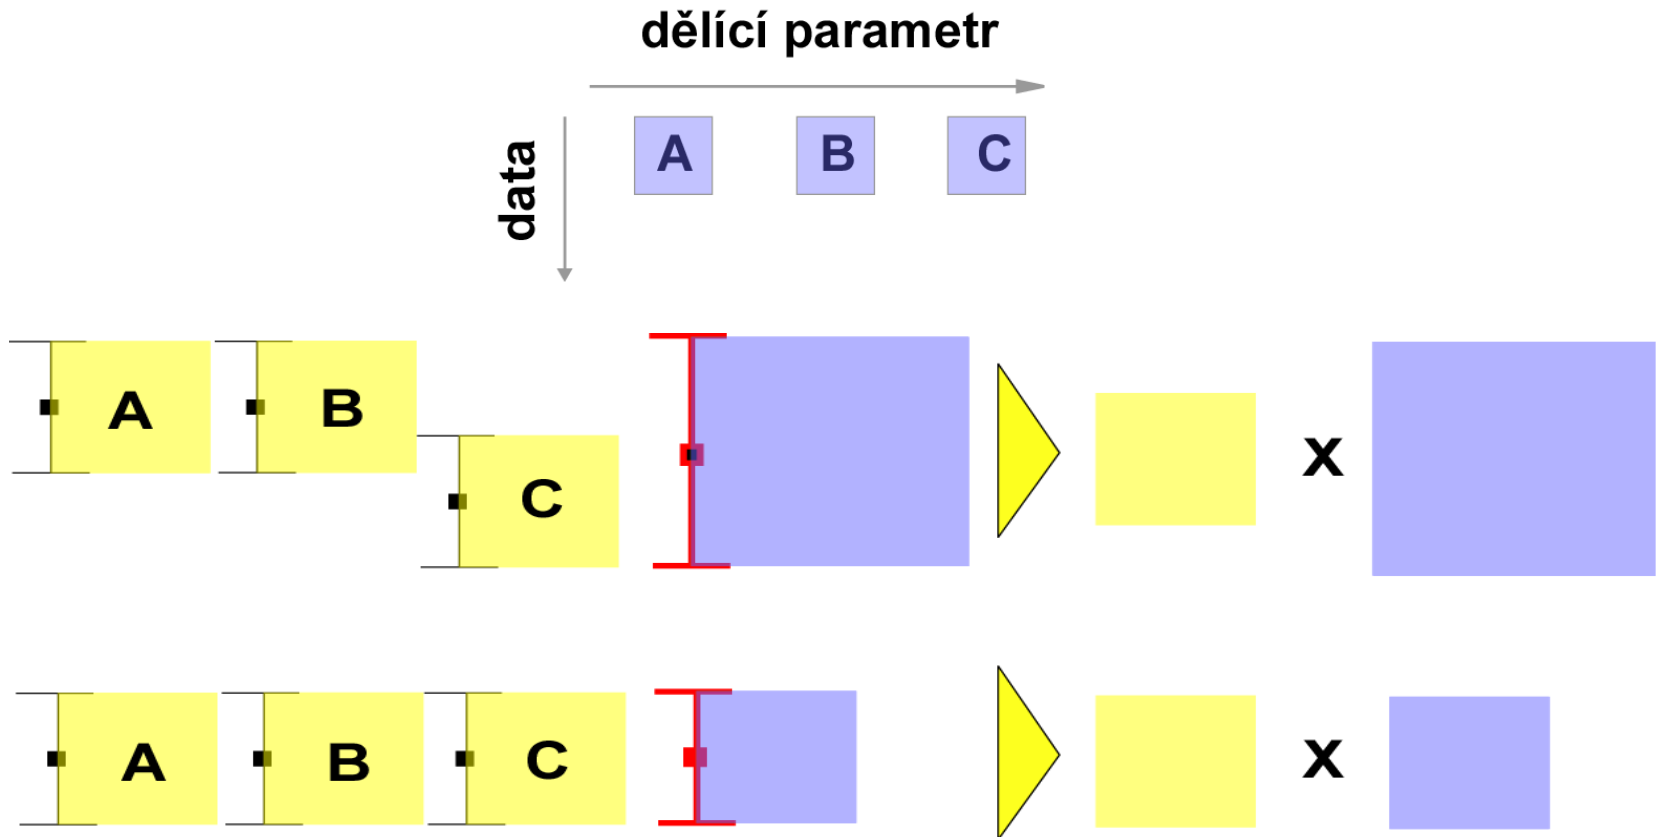 dělící parametr
data
A B C
A B
C
X
A B C
X